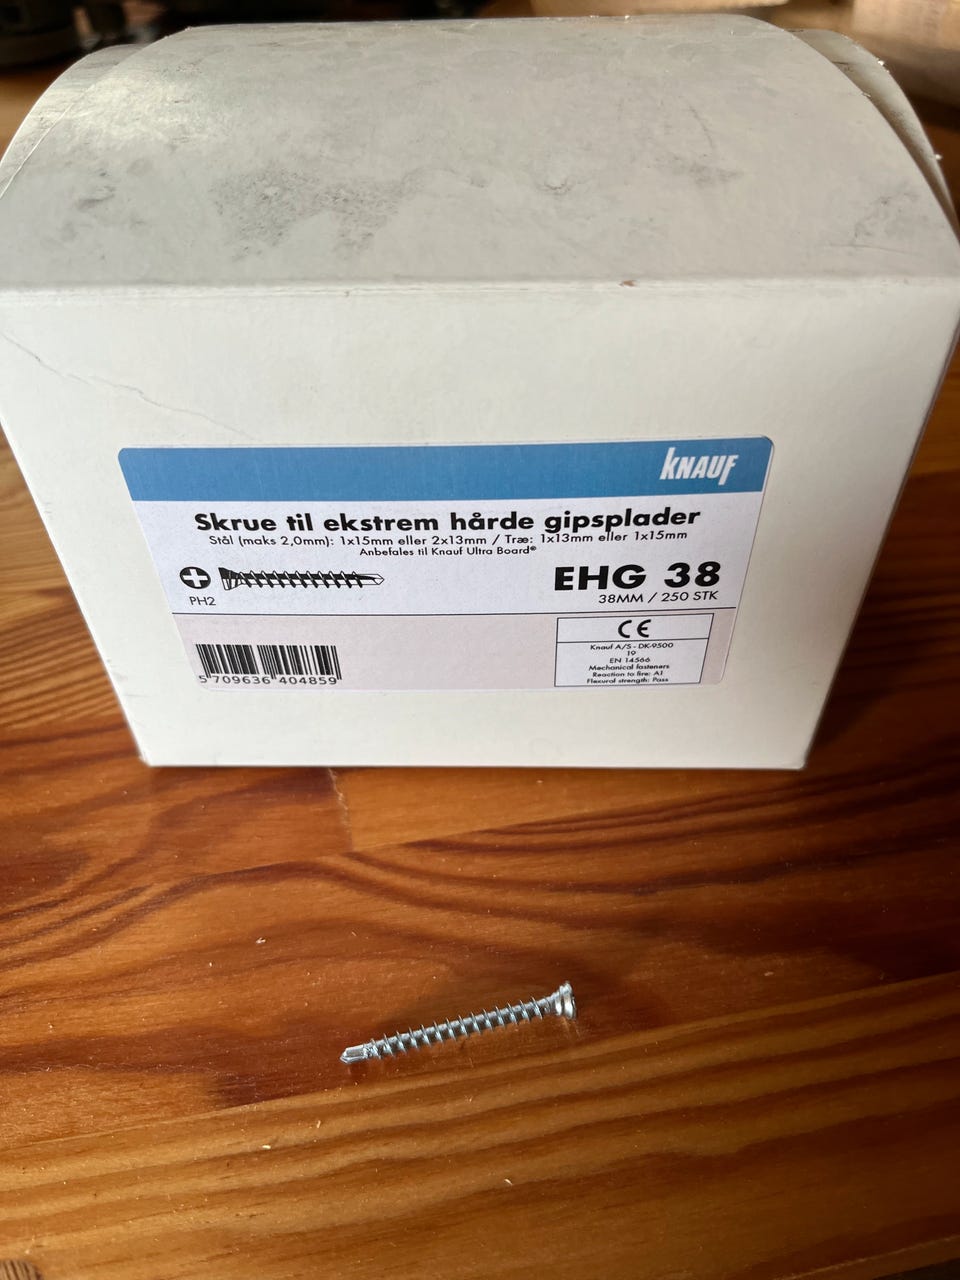 KNAUF
Skrue til ekstrem hårde gipsplader
Stål (maks 2,0mm): 1x15mm eller 2x13mm / Træ: 1x13mm eller 1x15mm
Anbefales til Knauf Ultra Board®
PH2
EHG 38
38MM / 250 STK
CE
Knauf A/S - DK-9500
19
EN 14566
Mechanical fasteners
Reaction to fire: A1
Flexural strength: Pass
5 709636 404859